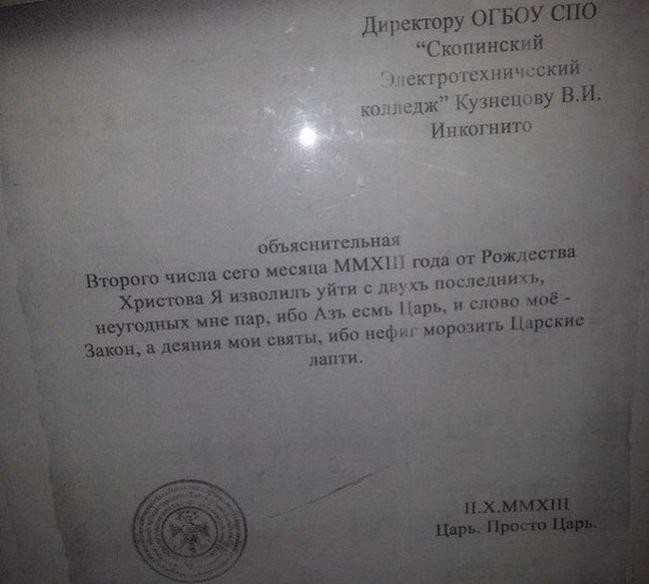 Директору ОГБОУ СПО
“Скопинский
Электротехнический
колледж” Кузнецову В.И.
Инкогнито
объяснительная
Второго числа сего месяца MMXIII года от Рождества
Христова Я изволилъ уйти с двухъ последнихъ,
неугодных мне пар, ибо Азъ есмь Царь, и слово моё -
Закон, а деяния мои святы, ибо нефиг морозить Царские
лапти.
II.X.MMXIII
Царь. Просто Царь.